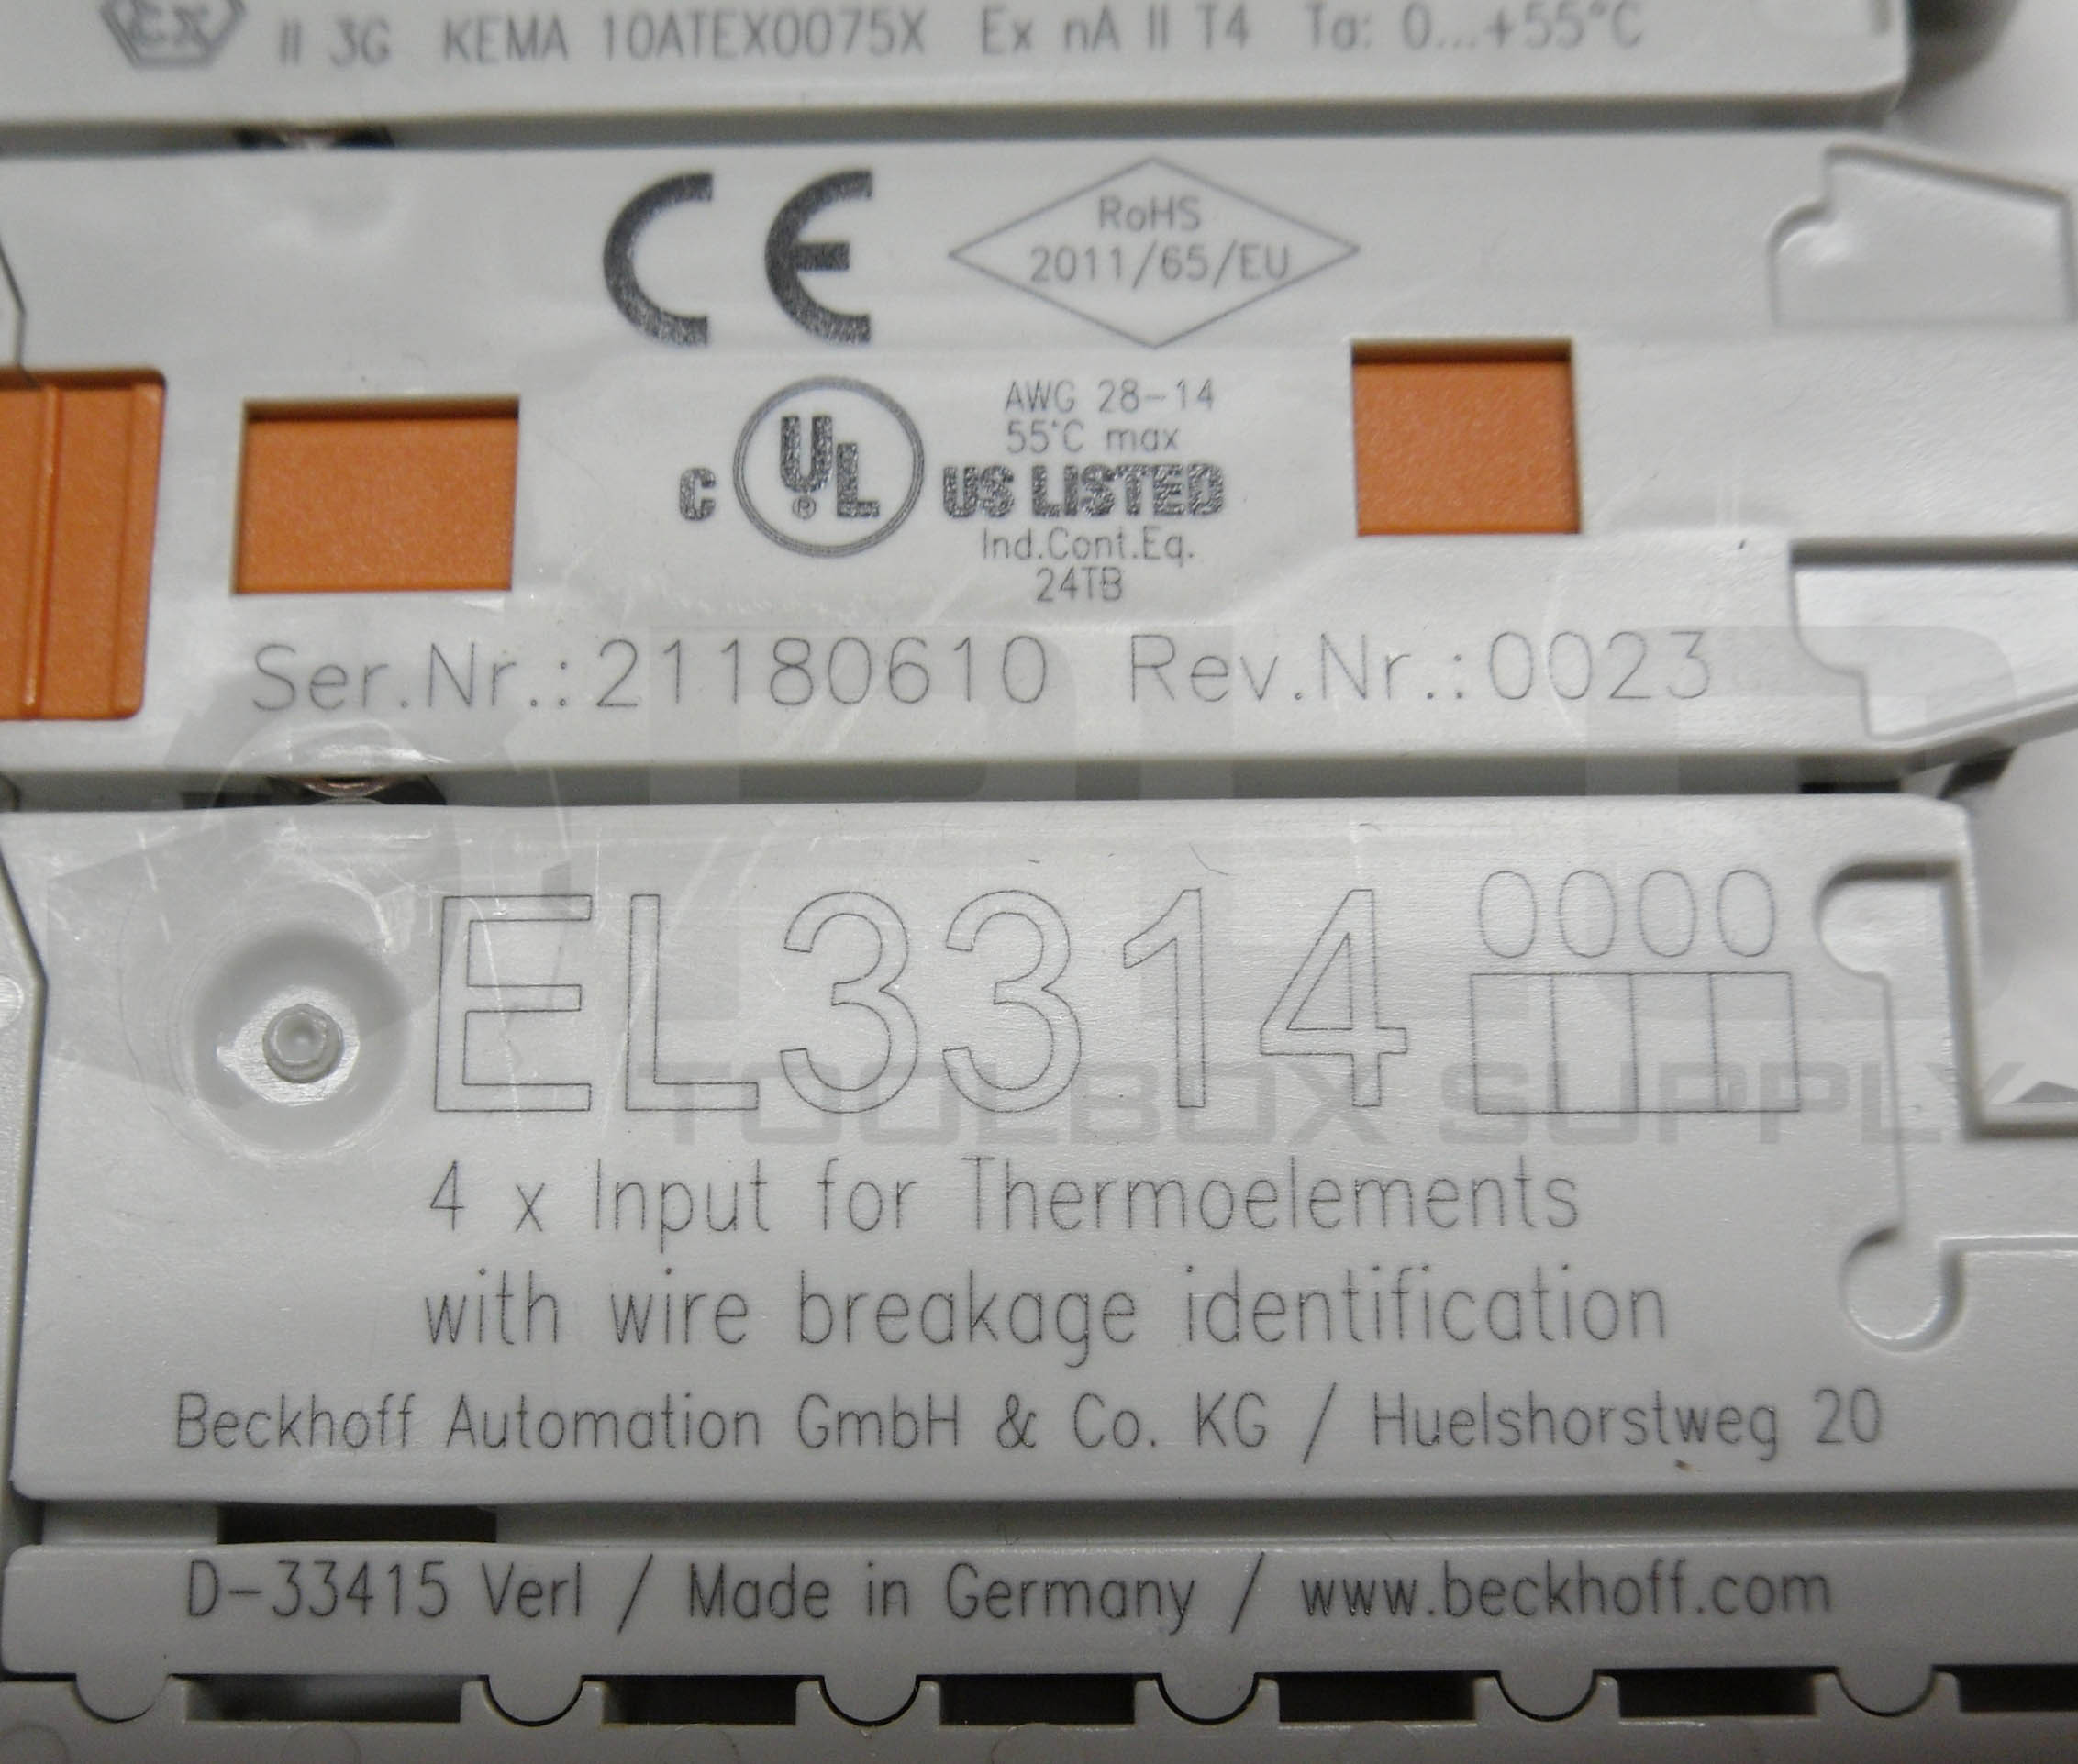 Ex II 3G KEMA 10ATEX0075X Ex nA II T4 Ta: 0...+55°C
CE
RoHS
2011/65/EU
AWG 28-14
55°C max
C UL ® US LISTED
Ind.Cont.Eq.
24TB
Ser.Nr.:21180610 Rev.Nr.:0023
EL3314 0000
TOOLBOX SUPPLY
4 x Input for Thermoelements
with wire breakage identification
Beckhoff Automation GmbH & Co. KG / Huelshorstweg 20
D-33415 Verl / Made in Germany / www.beckhoff.com